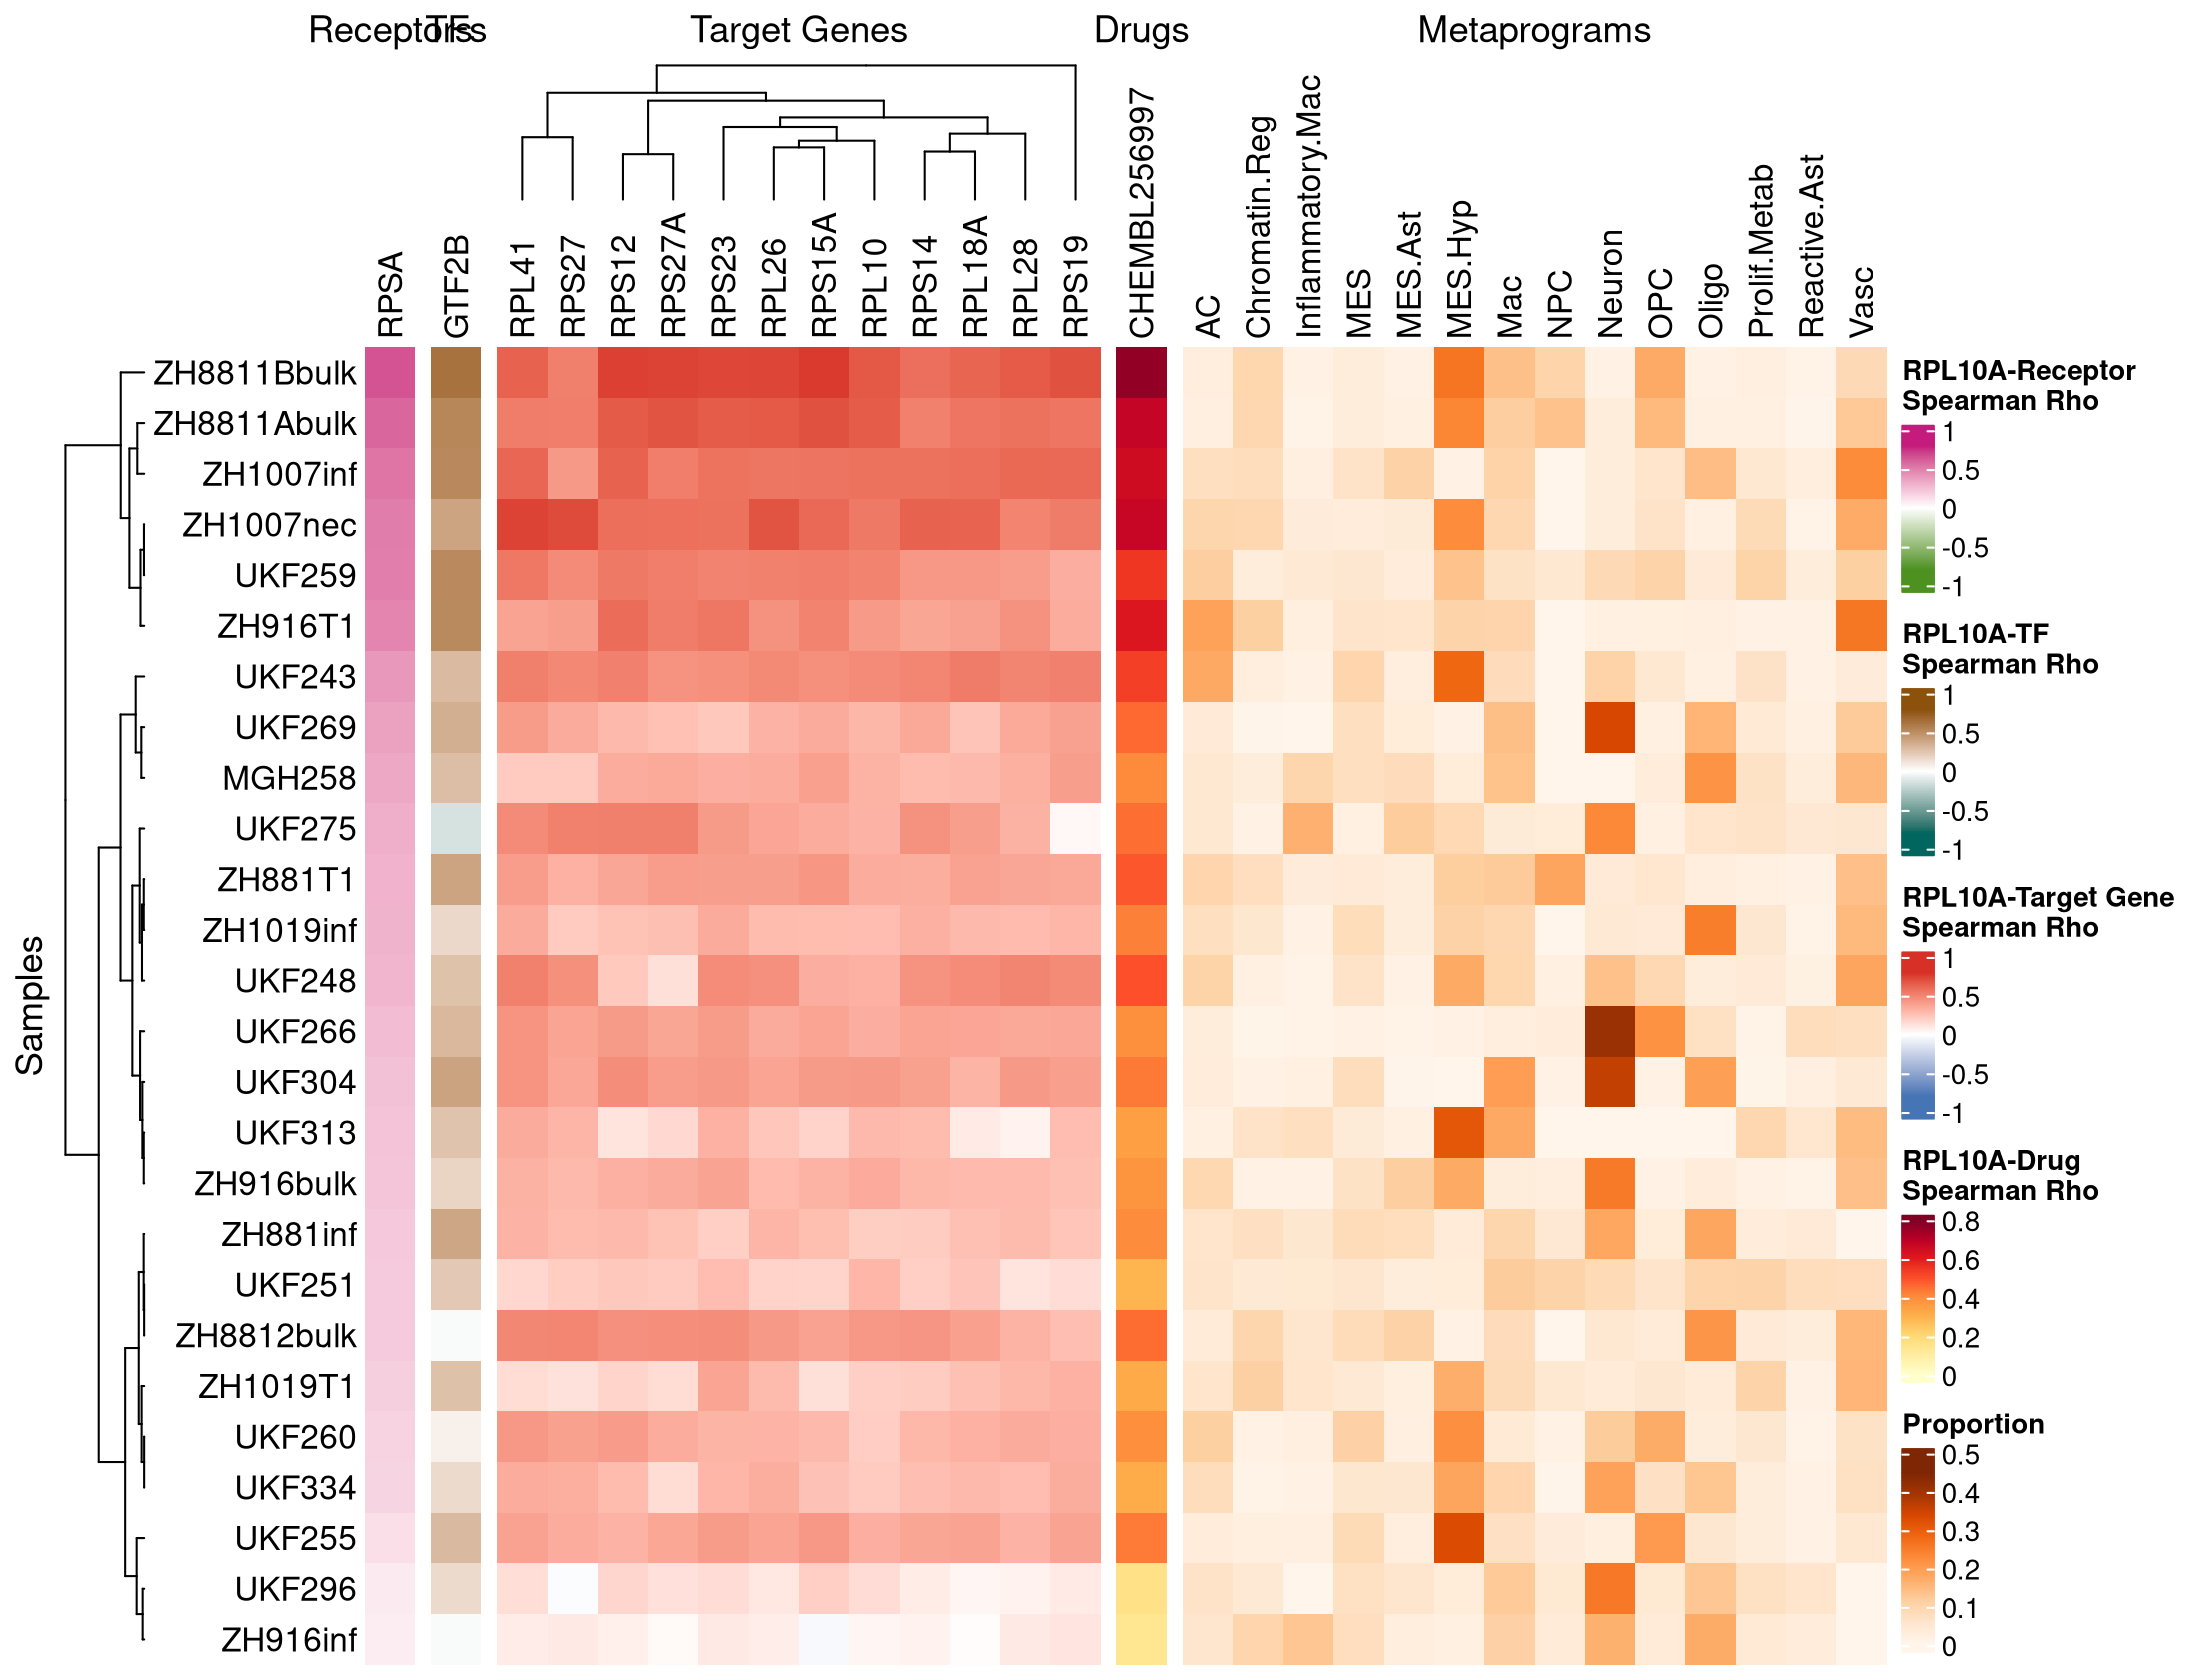 Receptors TFs Target Genes Drugs Metaprograms
RPSA GTF2B RPL41 RPS27 RPS12 RPS27A RPS23 RPL26 RPS15A RPL10 RPS14 RPL18A RPL28 RPS19 CHEMBL256997 AC Chromatin.Reg Inflammatory.Mac MES MES.Ast MES.Hyp Mac NPC Neuron OPC Oligo Prolif.Metab Reactive.Ast Vasc
Samples
ZH8811Bbulk
ZH8811Abulk
ZH1007inf
ZH1007nec
UKF259
ZH916T1
UKF243
UKF269
MGH258
UKF275
ZH881T1
ZH1019inf
UKF248
UKF266
UKF304
UKF313
ZH916bulk
ZH881inf
UKF251
ZH8812bulk
ZH1019T1
UKF260
UKF334
UKF255
UKF296
ZH916inf
RPL10A-Receptor
Spearman Rho
1
0.5
0
-0.5
-1
RPL10A-TF
Spearman Rho
1
0.5
0
-0.5
-1
RPL10A-Target Gene
Spearman Rho
1
0.5
0
-0.5
-1
RPL10A-Drug
Spearman Rho
0.8
0.6
0.4
0.2
0
Proportion
0.5
0.4
0.3
0.2
0.1
0